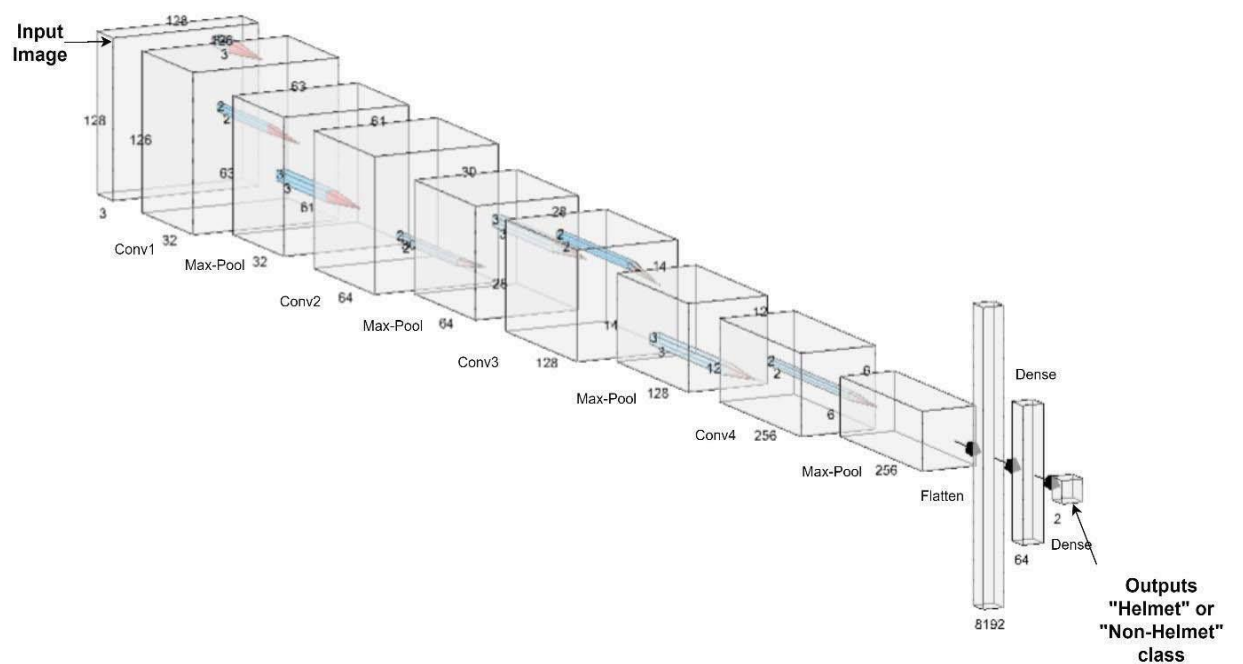 Input
Image
128
128
3
3
126
Conv1
32
2
2
63
63
Max-Pool
32
3
3
61
61
Conv2
64
2
2
30
28
Max-Pool
64
3
3
28
14
Conv3
128
2
2
14
12
Max-Pool
128
3
3
12
6
Conv4
256
2
2
6
Max-Pool
256
Flatten
8192
Dense
64
2
Dense
Outputs
"Helmet" or
"Non-Helmet"
class